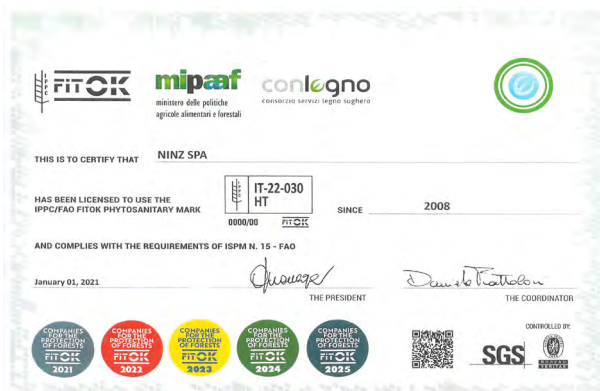 IPPC
FITOK
mipaaf
ministero delle politiche
agricole alimentari e forestali
conlegno
consorzio servizi legno sughero
THIS IS TO CERTIFY THAT NINZ SPA
HAS BEEN LICENSED TO USE THE
IPPC/FAO FITOK PHYTOSANITARY MARK
IT-22-030
HT
0000/00 FITOK
SINCE 2008
AND COMPLIES WITH THE REQUIREMENTS OF ISPM N. 15 - FAO
January 01, 2021
THE PRESIDENT
THE COORDINATOR
COMPANIES
FOR THE
PROTECTION
OF FORESTS
FITOK
2021
COMPANIES
FOR THE
PROTECTION
OF FORESTS
FITOK
2022
COMPANIES
FOR THE
PROTECTION
OF FORESTS
FITOK
2023
COMPANIES
FOR THE
PROTECTION
OF FORESTS
FITOK
2024
COMPANIES
FOR THE
PROTECTION
OF FORESTS
FITOK
2025
CONTROLLED BY:
SGS
BUREAU
VERITAS